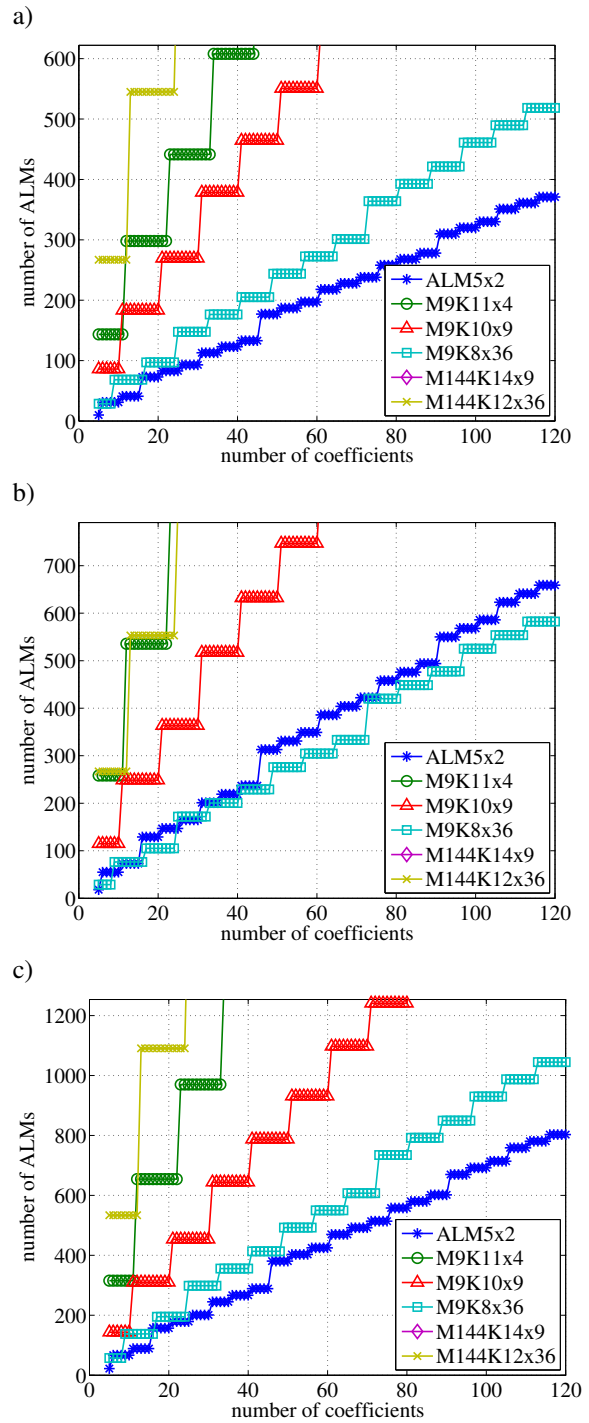 a)
600
500
400
300
200
100
0
number of ALMs
ALM5x2
M9K11x4
M9K10x9
M9K8x36
M144K14x9
M144K12x36
0 20 40 60 80 100 120
number of coefficients
b)
700
600
500
400
300
200
100
0
number of ALMs
ALM5x2
M9K11x4
M9K10x9
M9K8x36
M144K14x9
M144K12x36
0 20 40 60 80 100 120
number of coefficients
c)
1200
1000
800
600
400
200
0
number of ALMs
ALM5x2
M9K11x4
M9K10x9
M9K8x36
M144K14x9
M144K12x36
0 20 40 60 80 100 120
number of coefficients